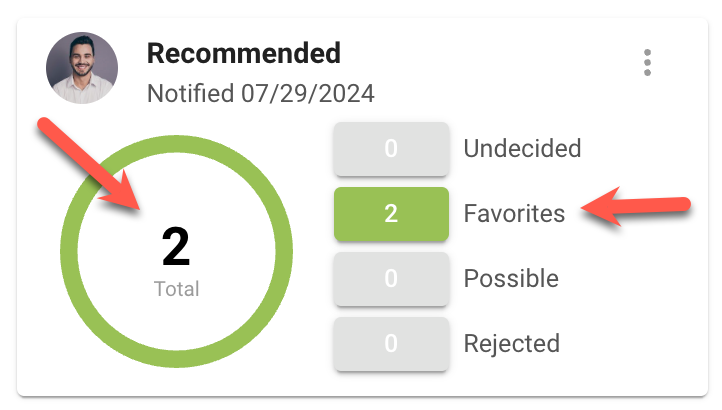 Recommended
Notified 07/29/2024
0 Undecided
2 Favorites
2
Total
0 Possible
0 Rejected